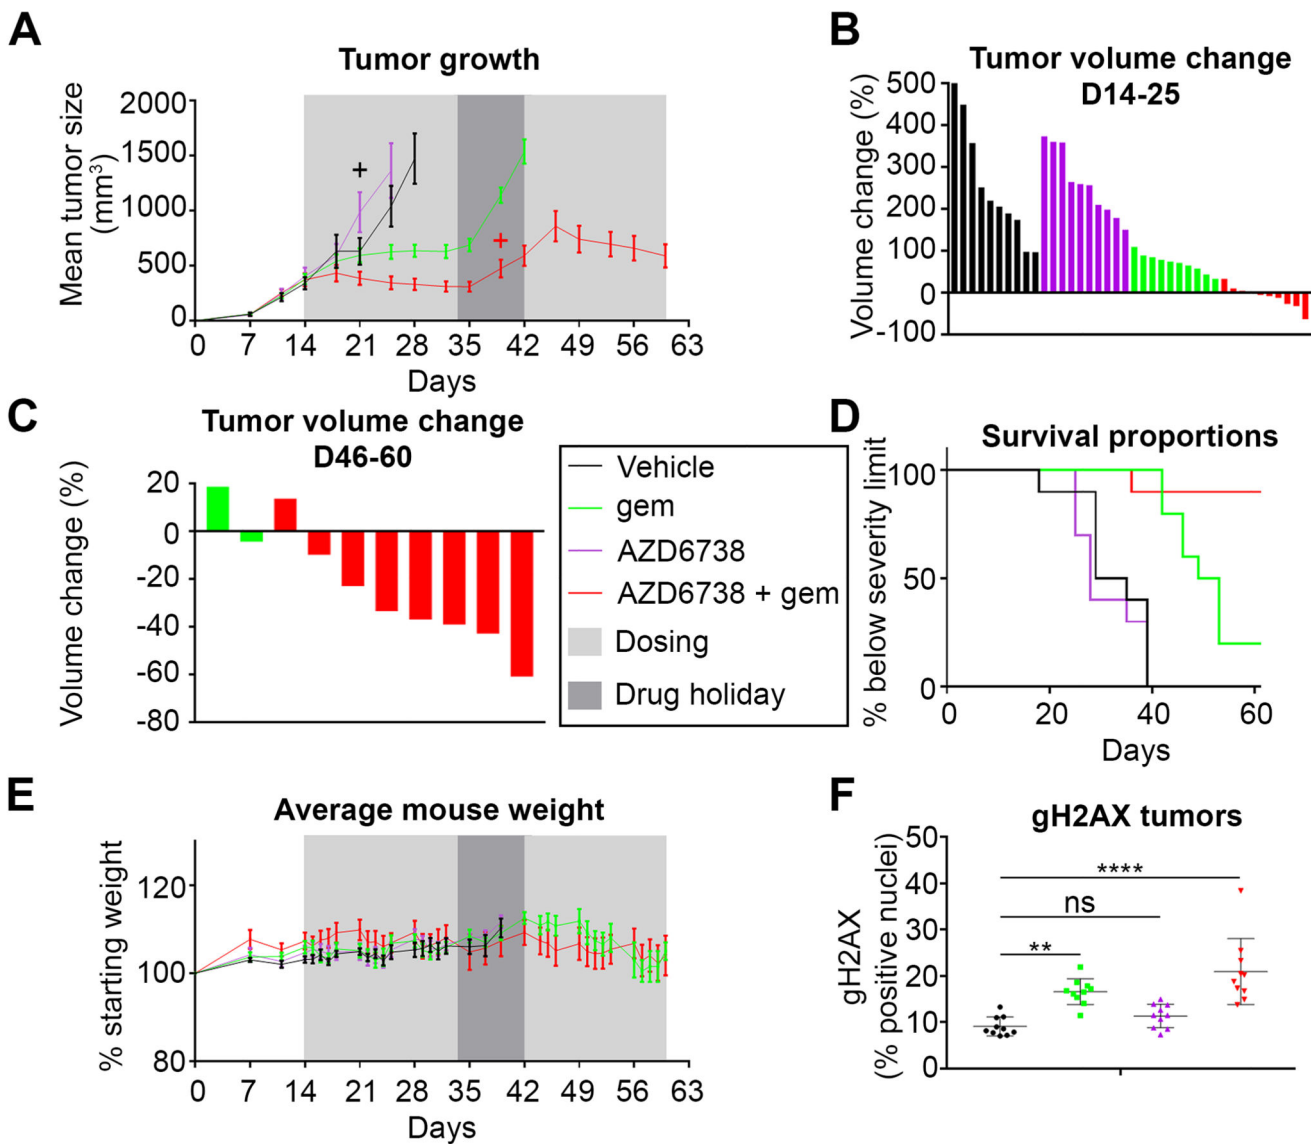 A
Tumor growth
Mean tumor size
(mm³)
2000
1500
1000
500
0
+
+
0 7 14 21 28 35 42 49 56 63
Days
B
Tumor volume change
D14-25
Volume change (%)
500
400
300
200
100
0
-100
C
Tumor volume change
D46-60
Volume change (%)
20
0
-20
-40
-60
-80
Vehicle
gem
AZD6738
AZD6738 + gem
Dosing
Drug holiday
D
Survival proportions
% below severity limit
100
50
0
0 20 40 60
Days
E
Average mouse weight
% starting weight
120
100
80
0 7 14 21 28 35 42 49 56 63
Days
F
gH2AX tumors
gH2AX
(% positive nuclei)
50
40
30
20
10
0
****
ns
**